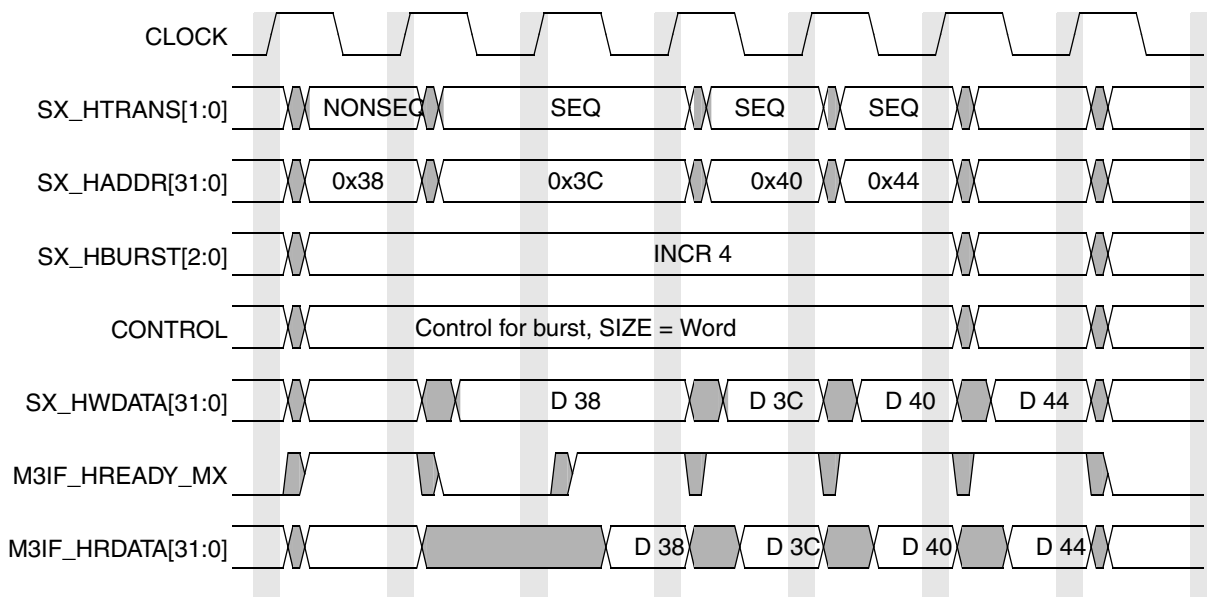 CLOCK
SX_HTRANS[1:0] NONSEQ SEQ SEQ SEQ
SX_HADDR[31:0] 0x38 0x3C 0x40 0x44
SX_HBURST[2:0] INCR 4
CONTROL Control for burst, SIZE = Word
SX_HWDATA[31:0] D 38 D 3C D 40 D 44
M3IF_HREADY_MX
M3IF_HRDATA[31:0] D 38 D 3C D 40 D 44